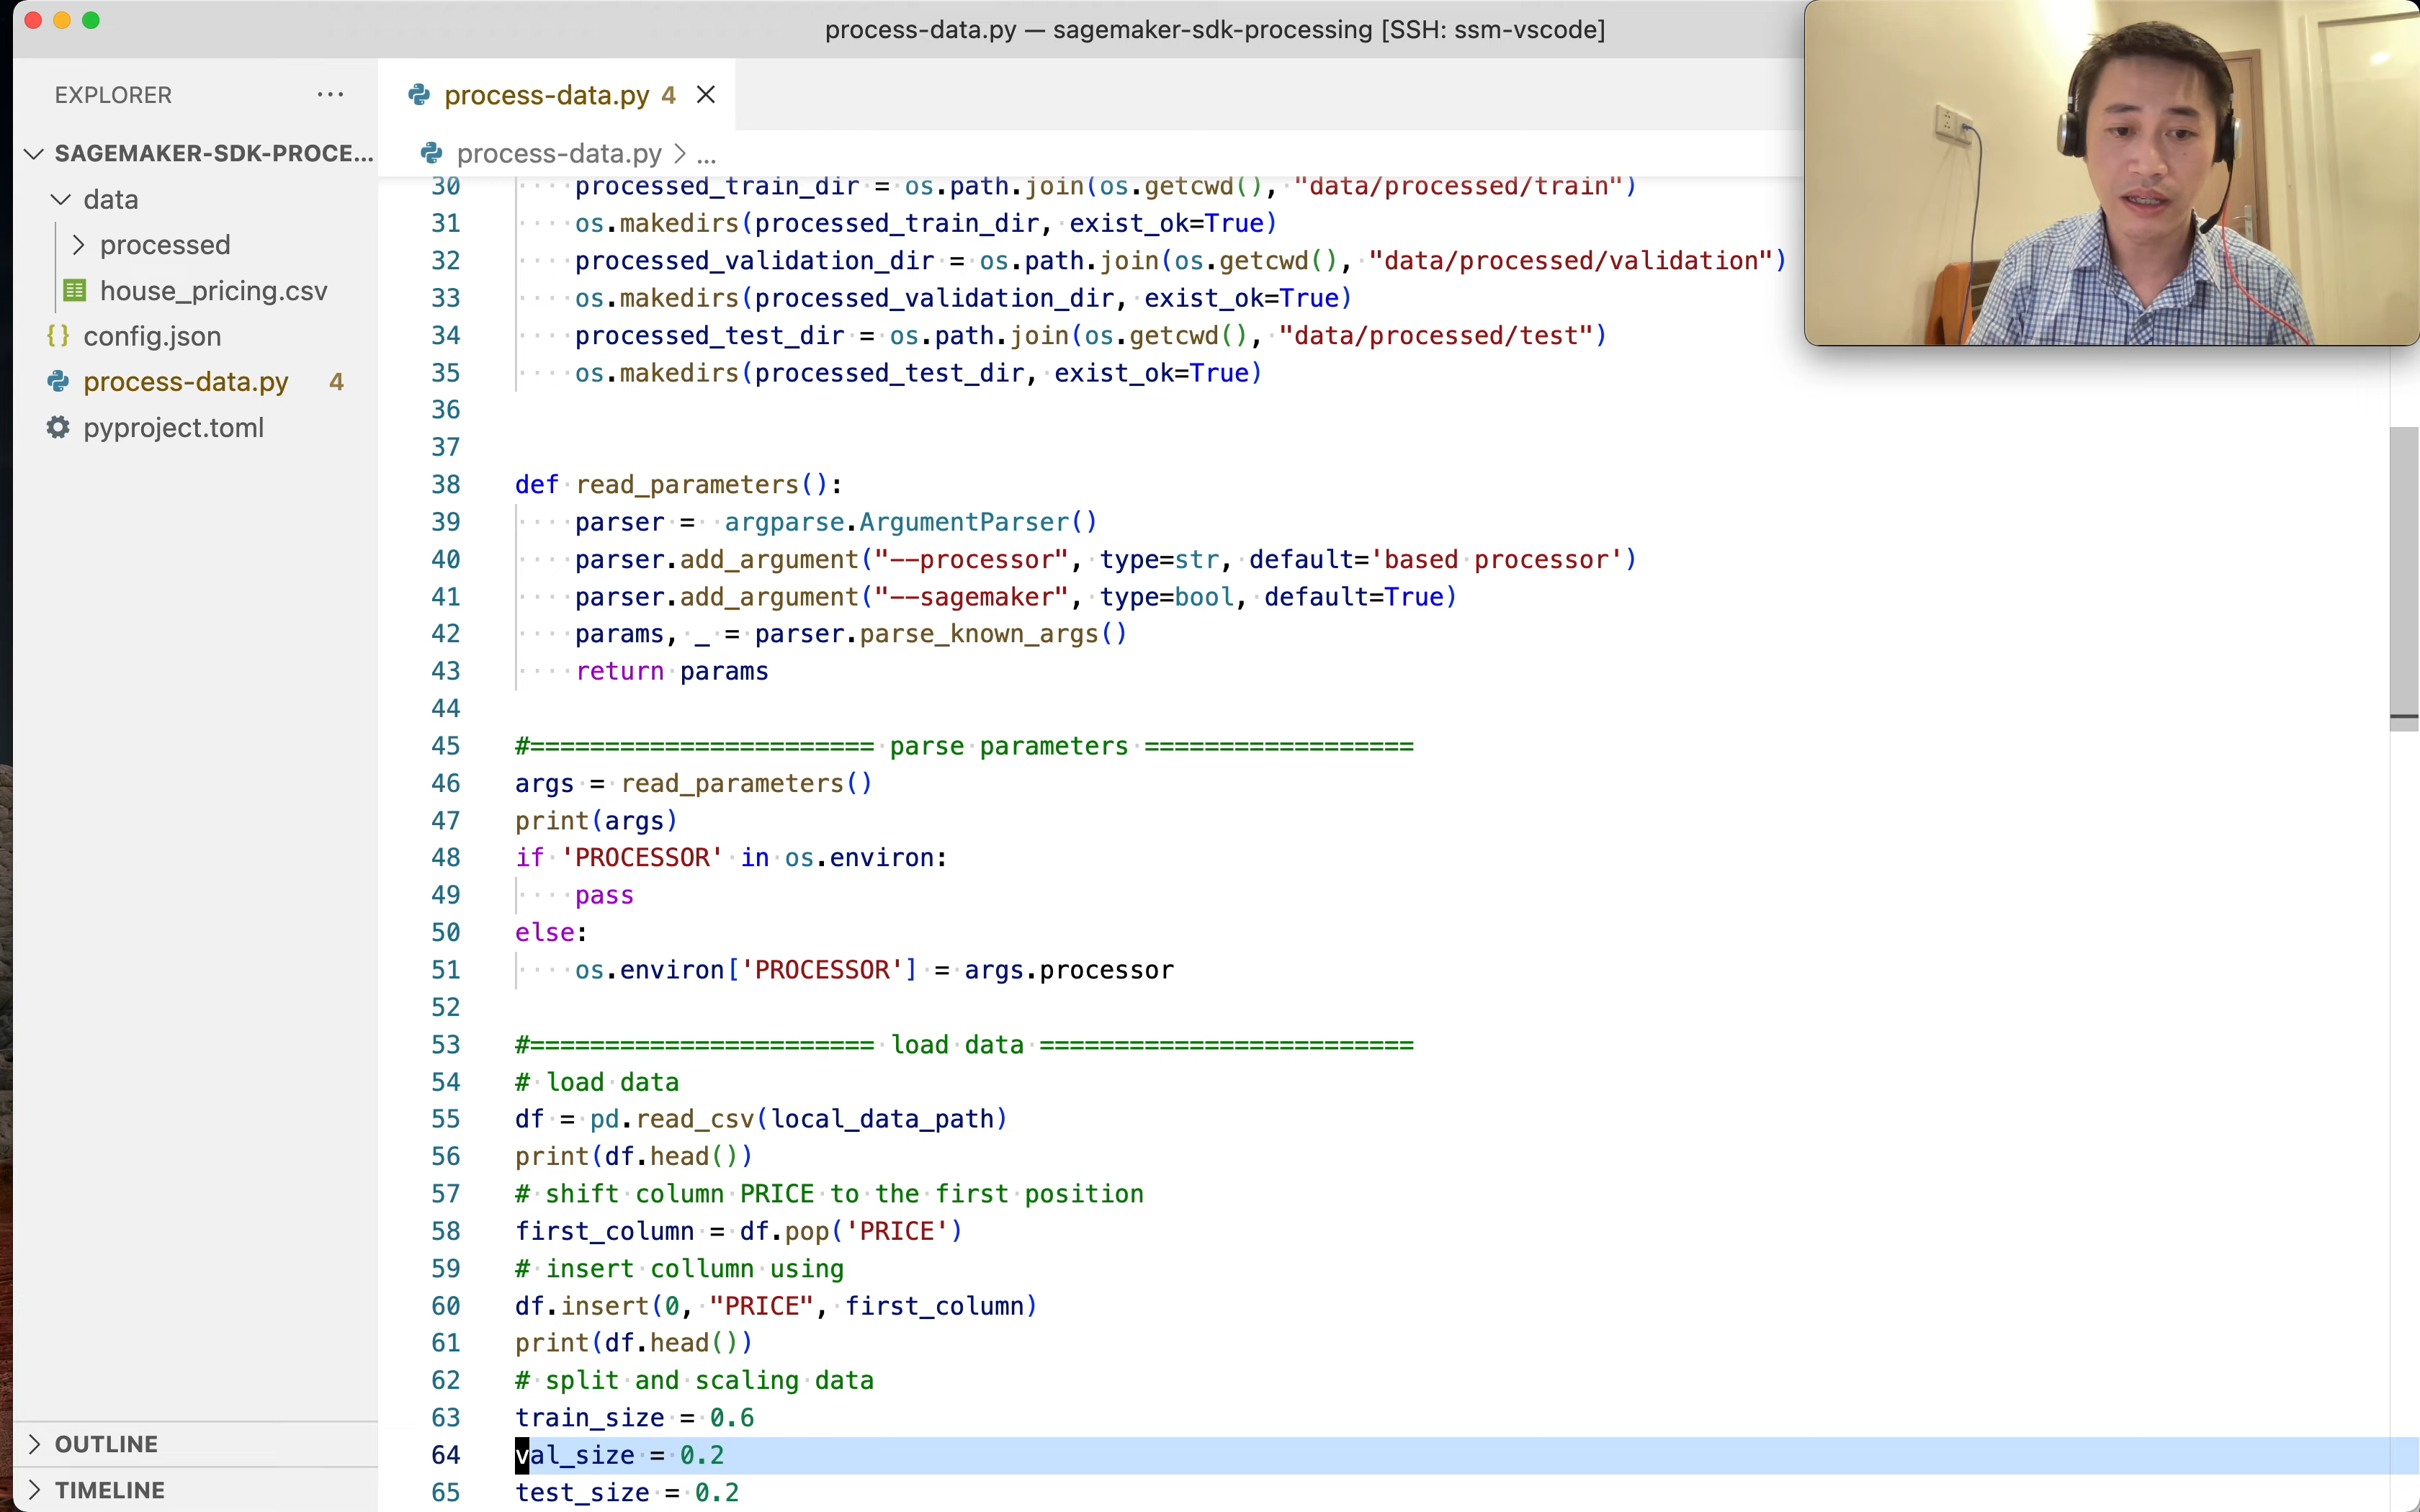 process-data.py — sagemaker-sdk-processing [SSH: ssm-vscode]
EXPLORER ...
SAGEMAKER-SDK-PROCE...
data
processed
house_pricing.csv
{} config.json
process-data.py 4
pyproject.toml
OUTLINE
TIMELINE
process-data.py 4
process-data.py > ...
30 processed_train_dir = os.path.join(os.getcwd(), "data/processed/train")
31 os.makedirs(processed_train_dir, exist_ok=True)
32 processed_validation_dir = os.path.join(os.getcwd(), "data/processed/validation")
33 os.makedirs(processed_validation_dir, exist_ok=True)
34 processed_test_dir = os.path.join(os.getcwd(), "data/processed/test")
35 os.makedirs(processed_test_dir, exist_ok=True)
36
37
38 def read_parameters():
39 parser =  argparse.ArgumentParser()
40 parser.add_argument("--processor", type=str, default='based processor')
41 parser.add_argument("--sagemaker", type=bool, default=True)
42 params, _ = parser.parse_known_args()
43 return params
44
45 #======================= parse parameters ==================
46 args = read_parameters()
47 print(args)
48 if 'PROCESSOR' in os.environ:
49 pass
50 else:
51 os.environ['PROCESSOR'] = args.processor
52
53 #======================= load data =========================
54 # load data
55 df = pd.read_csv(local_data_path)
56 print(df.head())
57 # shift column PRICE to the first position
58 first_column = df.pop('PRICE')
59 # insert collumn using
60 df.insert(0, "PRICE", first_column)
61 print(df.head())
62 # split and scaling data
63 train_size = 0.6
64 val_size = 0.2
65 test_size = 0.2